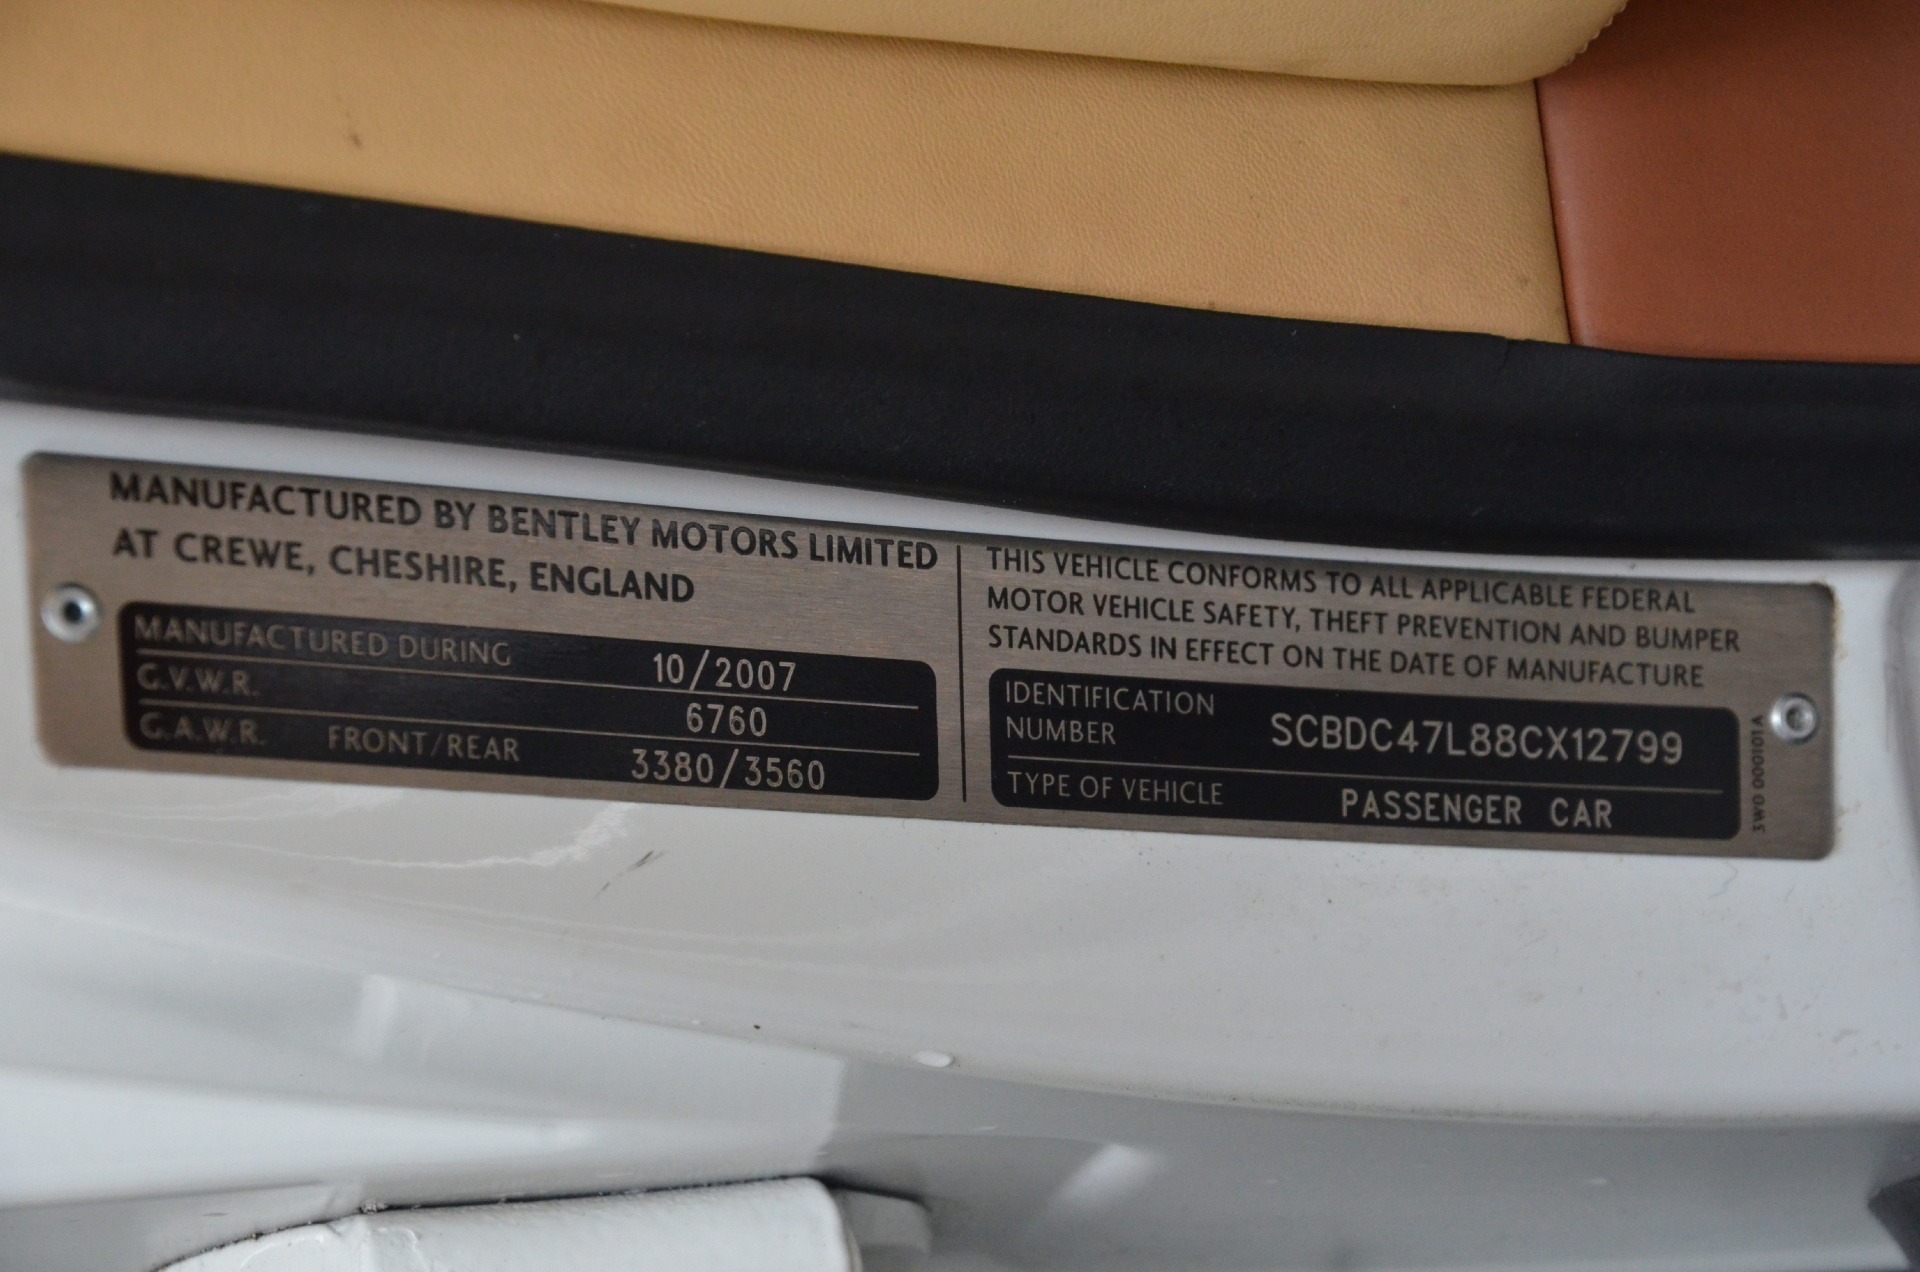 MANUFACTURED BY BENTLEY MOTORS LIMITED
AT CREWE, CHESHIRE, ENGLAND
MANUFACTURED DURING 10/2007
G.V.W.R. 6760
G.A.W.R. FRONT/REAR 3380/3560
THIS VEHICLE CONFORMS TO ALL APPLICABLE FEDERAL
MOTOR VEHICLE SAFETY, THEFT PREVENTION AND BUMPER
STANDARDS IN EFFECT ON THE DATE OF MANUFACTURE
IDENTIFICATION
NUMBER SCBDC47L88CX12799
TYPE OF VEHICLE PASSENGER CAR
3W0 000101A